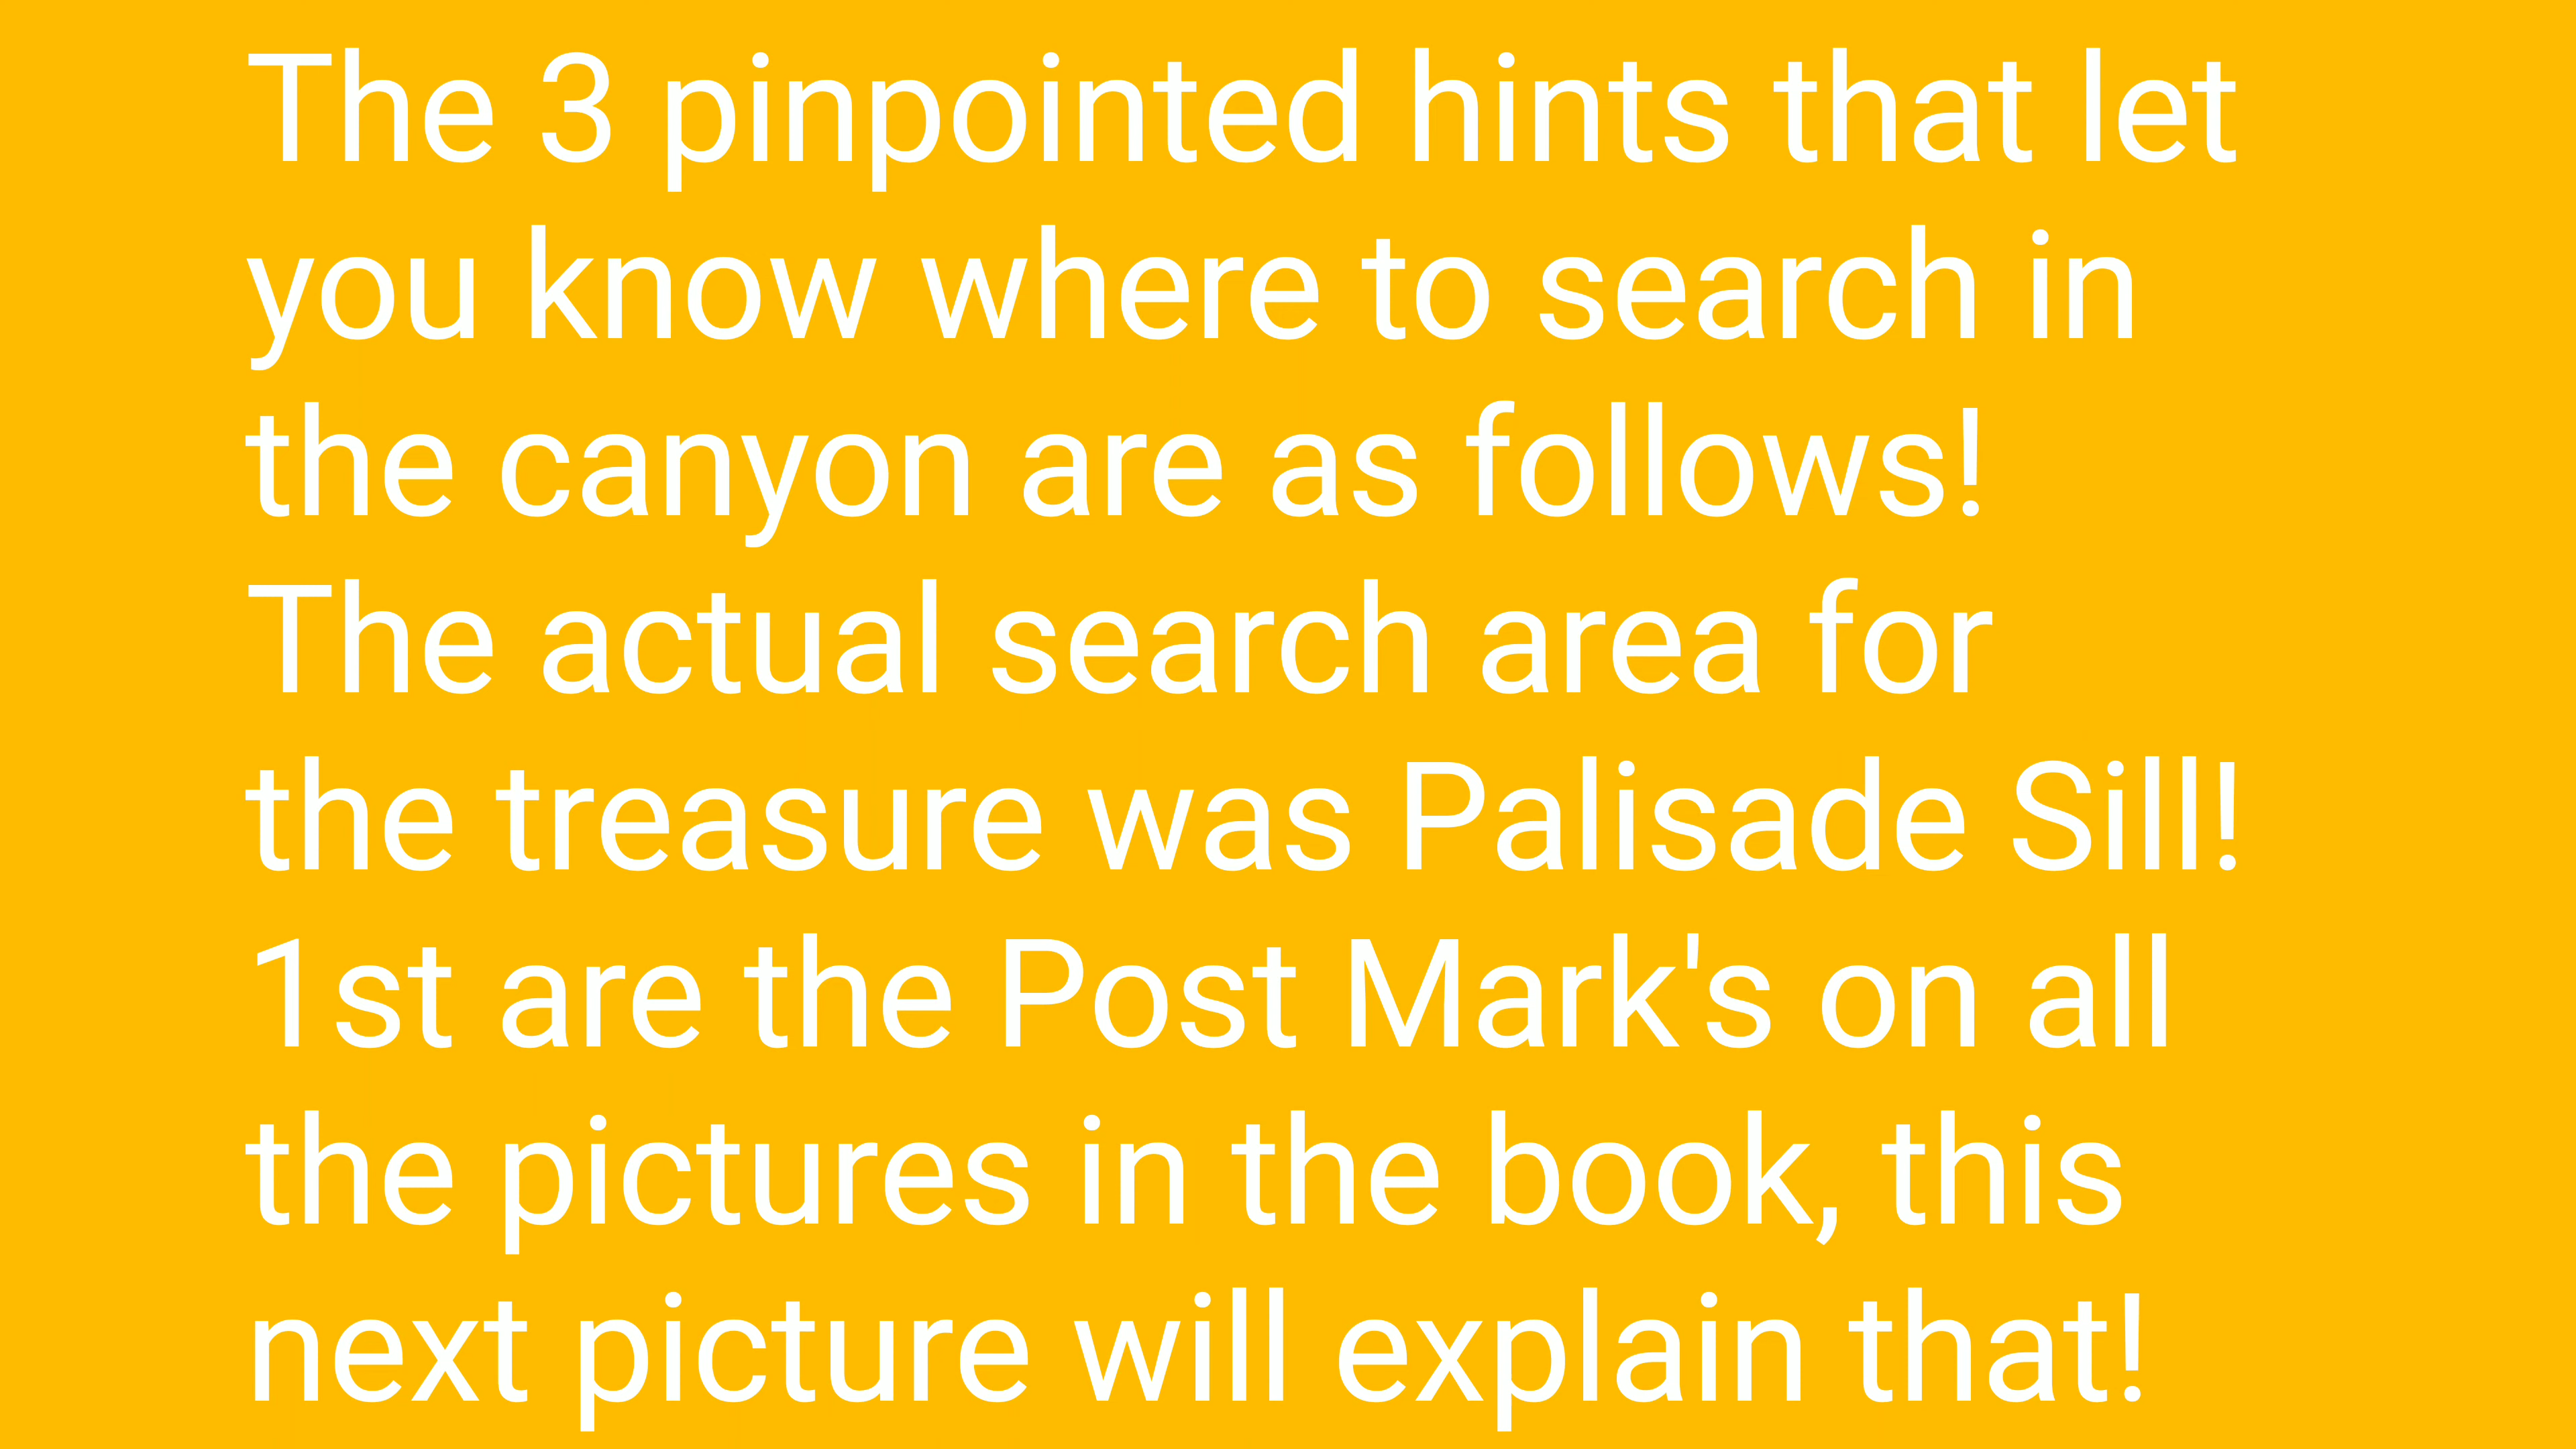 The 3 pinpointed hints that let
you know where to search in
the canyon are as follows!
The actual search area for
the treasure was Palisade Sill!
1st are the Post Mark's on all
the pictures in the book, this
next picture will explain that!